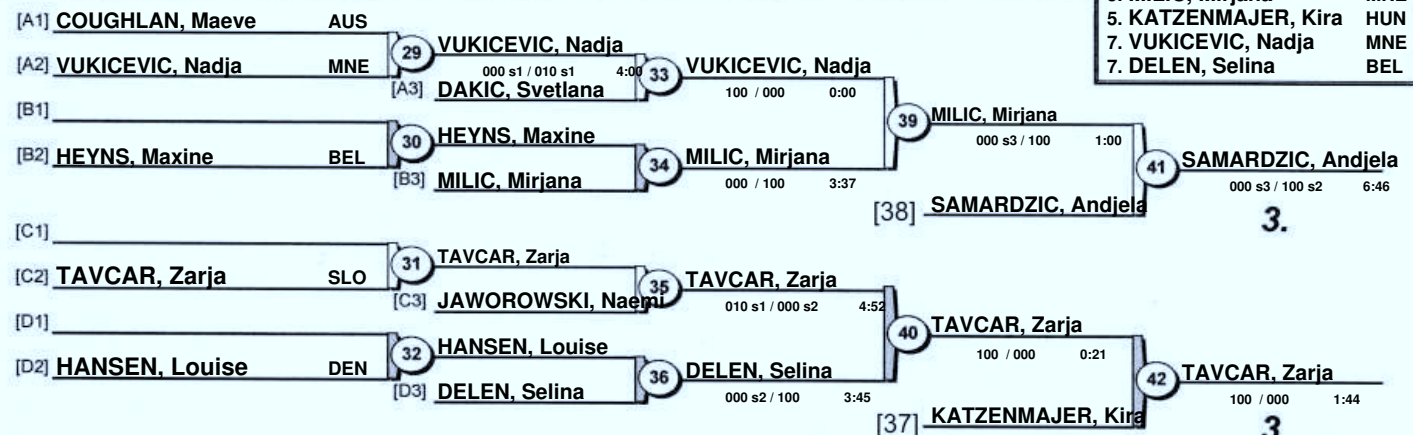 5. KATZENMAJER, Kira HUN
7. VUKICEVIC, Nadja MNE
7. DELEN, Selina BEL
[A1] COUGHLAN, Maeve AUS
[A2] VUKICEVIC, Nadja MNE
29 VUKICEVIC, Nadja
000 s1 / 010 s1 4:00
[A3] DAKIC, Svetlana
33 VUKICEVIC, Nadja
100 / 000 0:00
[B1]
[B2] HEYNS, Maxine BEL
30 HEYNS, Maxine
[B3] MILIC, Mirjana
34 MILIC, Mirjana
000 / 100 3:37
39 MILIC, Mirjana
000 s3 / 100 1:00
[38] SAMARDZIC, Andjela
41 SAMARDZIC, Andjela
000 s3 / 100 s2 6:46
3.
[C1]
[C2] TAVCAR, Zarja SLO
31 TAVCAR, Zarja
[C3] JAWOROWSKI, Naemi
35 TAVCAR, Zarja
010 s1 / 000 s2 4:52
[D1]
[D2] HANSEN, Louise DEN
32 HANSEN, Louise
[D3] DELEN, Selina
36 DELEN, Selina
000 s2 / 100 3:45
40 TAVCAR, Zarja
100 / 000 0:21
[37] KATZENMAJER, Kira
42 TAVCAR, Zarja
100 / 000 1:44
3